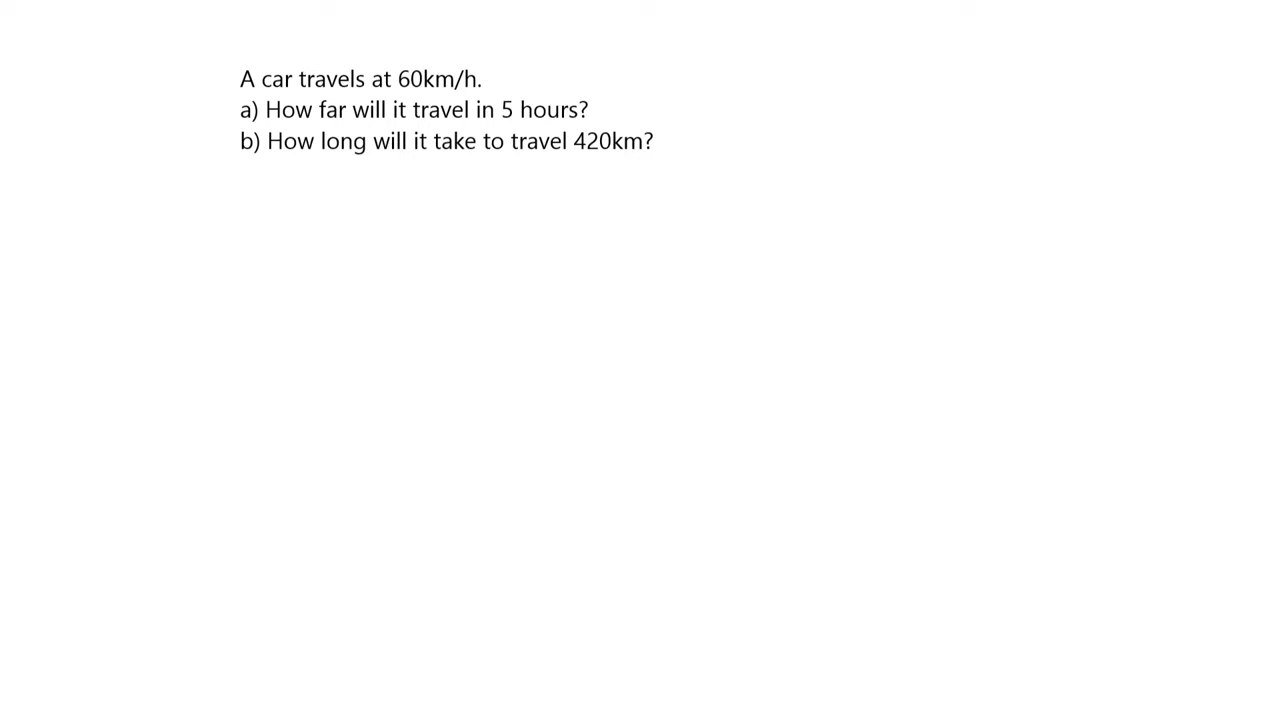 A car travels at 60km/h.
a) How far will it travel in 5 hours?
b) How long will it take to travel 420km?